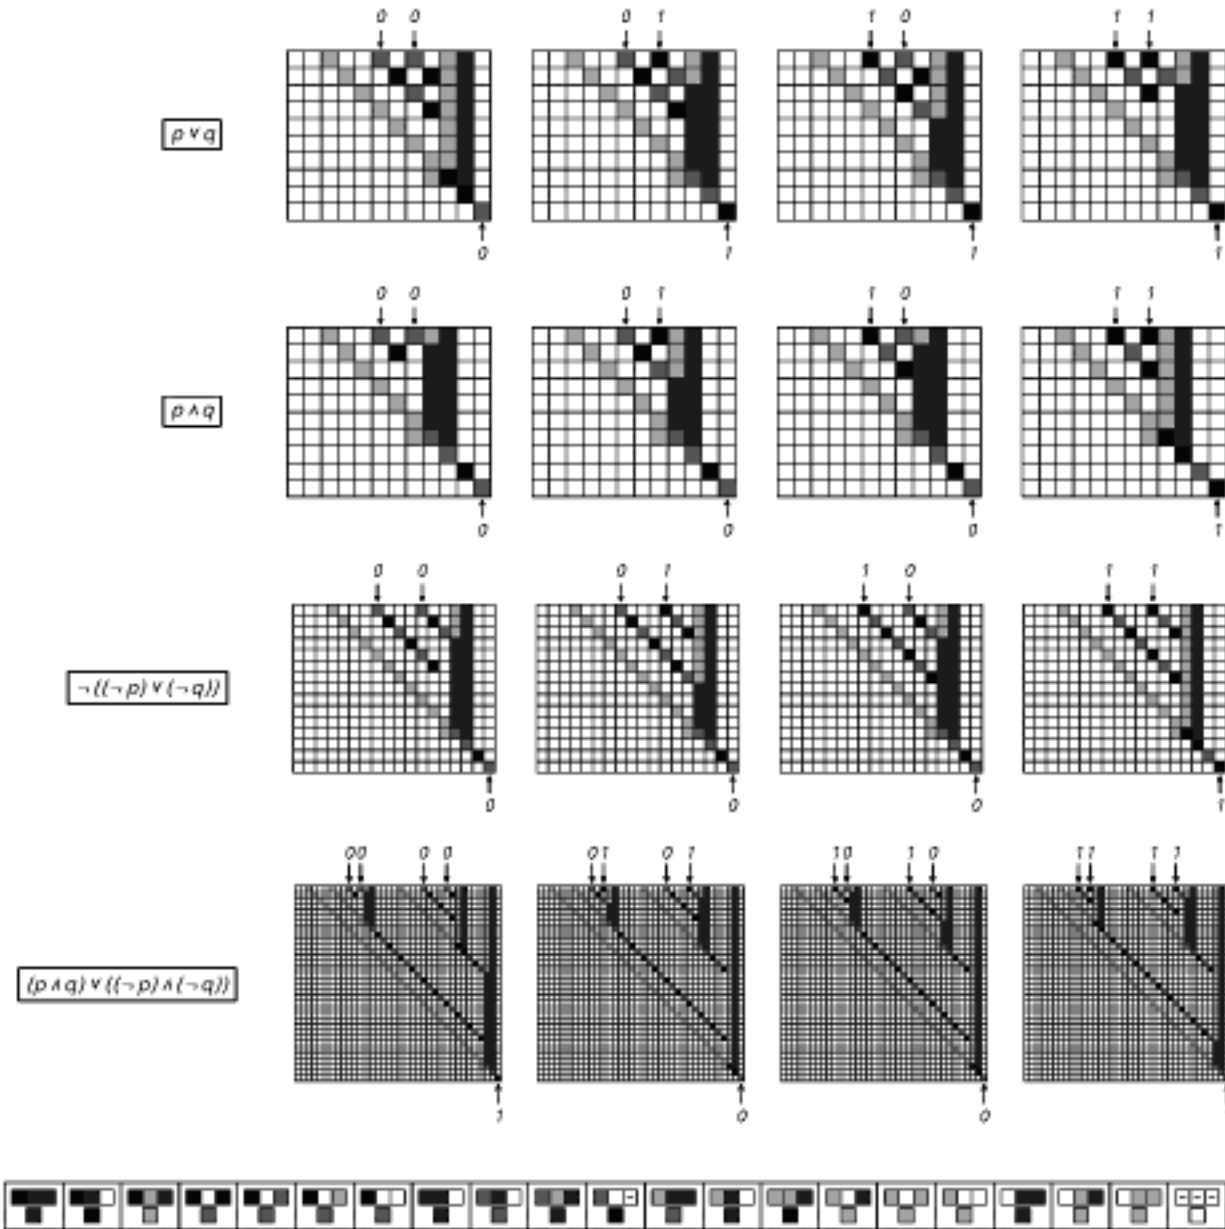 0 0 0 1 1 0 1 1
p ∨ q
0 1 1 1
0 0 0 1 1 0 1 1
p ∧ q
0 0 0 1
0 0 0 1 1 0 1 1
¬((¬p) ∨ (¬q))
0 0 0 1
00 0 0 01 0 1 10 1 0 11 1 1
(p ∧ q) ∨ ((¬p) ∧ (¬q))
1 0 0